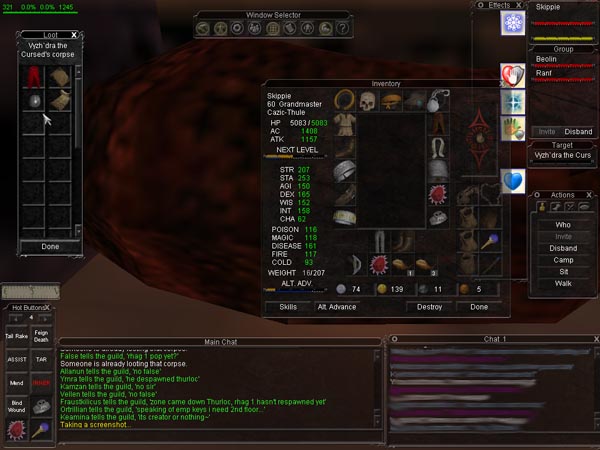 321 0.0% 0.0% 1245
Window Selector
Effects X
Skippie
Group
Beolin
Ranf
Invite Disband
Target
Vyzh`dra the Curs
Loot X
Vyzh`dra the
Cursed's corpse
Done
Inventory
Skippie
60 Grandmaster
Cazic-Thule
HP 5083/5083
AC 1408
ATK 1157
NEXT LEVEL
STR 207
STA 253
AGI 150
DEX 165
WIS 152
INT 158
CHA 62
POISON 116
MAGIC 118
DISEASE 161
FIRE 117
COLD 93
WEIGHT 16/207
ALT. ADV
74 139 11 5
Skills Alt. Advance Destroy Done
Actions X
Who
Invite
Disband
Camp
Sit
Walk
Hot Buttons X
4
Tail Rake Feign Death
ASSIST TAR
Mend INNER
Bind Wound
Main Chat
Someone is already looting that corpse.
False tells the guild, 'rhag 1 pop yet?'
Someone is already looting that corpse.
Allanun tells the guild, 'no false'
Ymra tells the guild, 'he despawned thurloc'
Kamzan tells the guild, 'no sir'
Vellen tells the guild, 'no false'
Fraustkilicus tells the guild, 'zone came down Thurloc, rhag 1 hasn't respawned yet'
Ortrillian tells the guild, 'speaking of emp keys i need 2nd floor...'
Keamina tells the guild, 'its creator or nothing~'
Taking a screenshot...
Chat 1 X